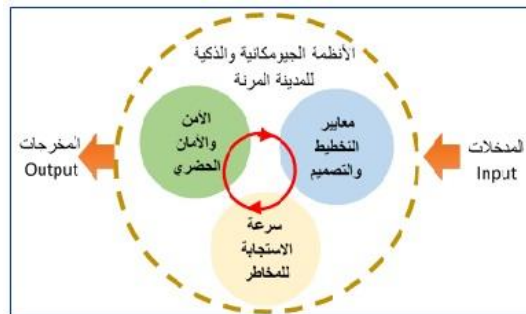 الأنظمة الجيومكانية والذكية
للمدينة المرنة
المدخلات
Input
معايير
التخطيط
والتصميم
الأمن
والأمان
الحضري
سرعة
الاستجابة
للمخاطر
المخرجات
Output